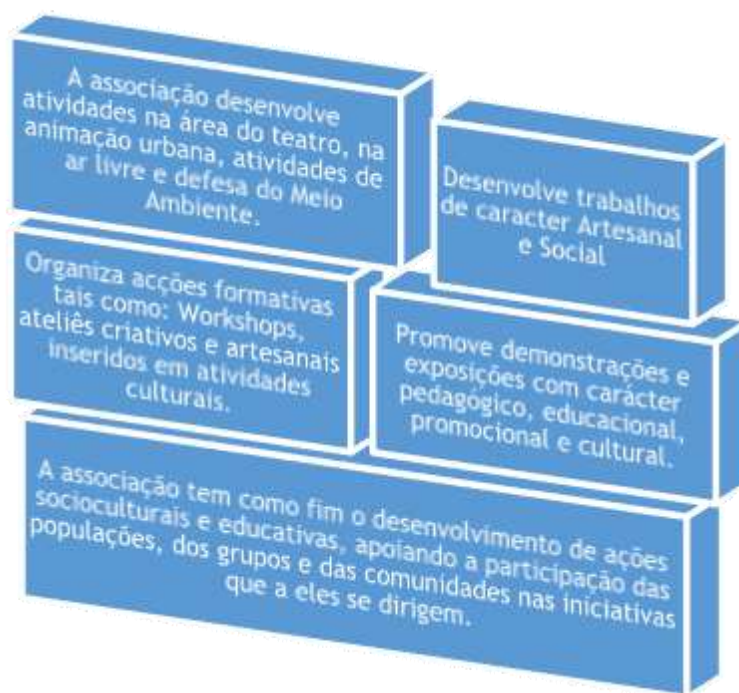 A associação desenvolve
atividades na área do teatro, na
animação urbana, atividades de
ar livre e defesa do Meio
Ambiente.
Desenvolve trabalhos
de caracter Artesanal
e Social
Organiza acções formativas
tais como: Workshops,
ateliês criativos e artesanais
inseridos em atividades
culturais.
Promove demonstrações e
exposições com carácter
pedagógico, educacional,
promocional e cultural.
A associação tem como fim o desenvolvimento de ações
socioculturais e educativas, apoiando a participação das
populações, dos grupos e das comunidades nas iniciativas
que a eles se dirigem.